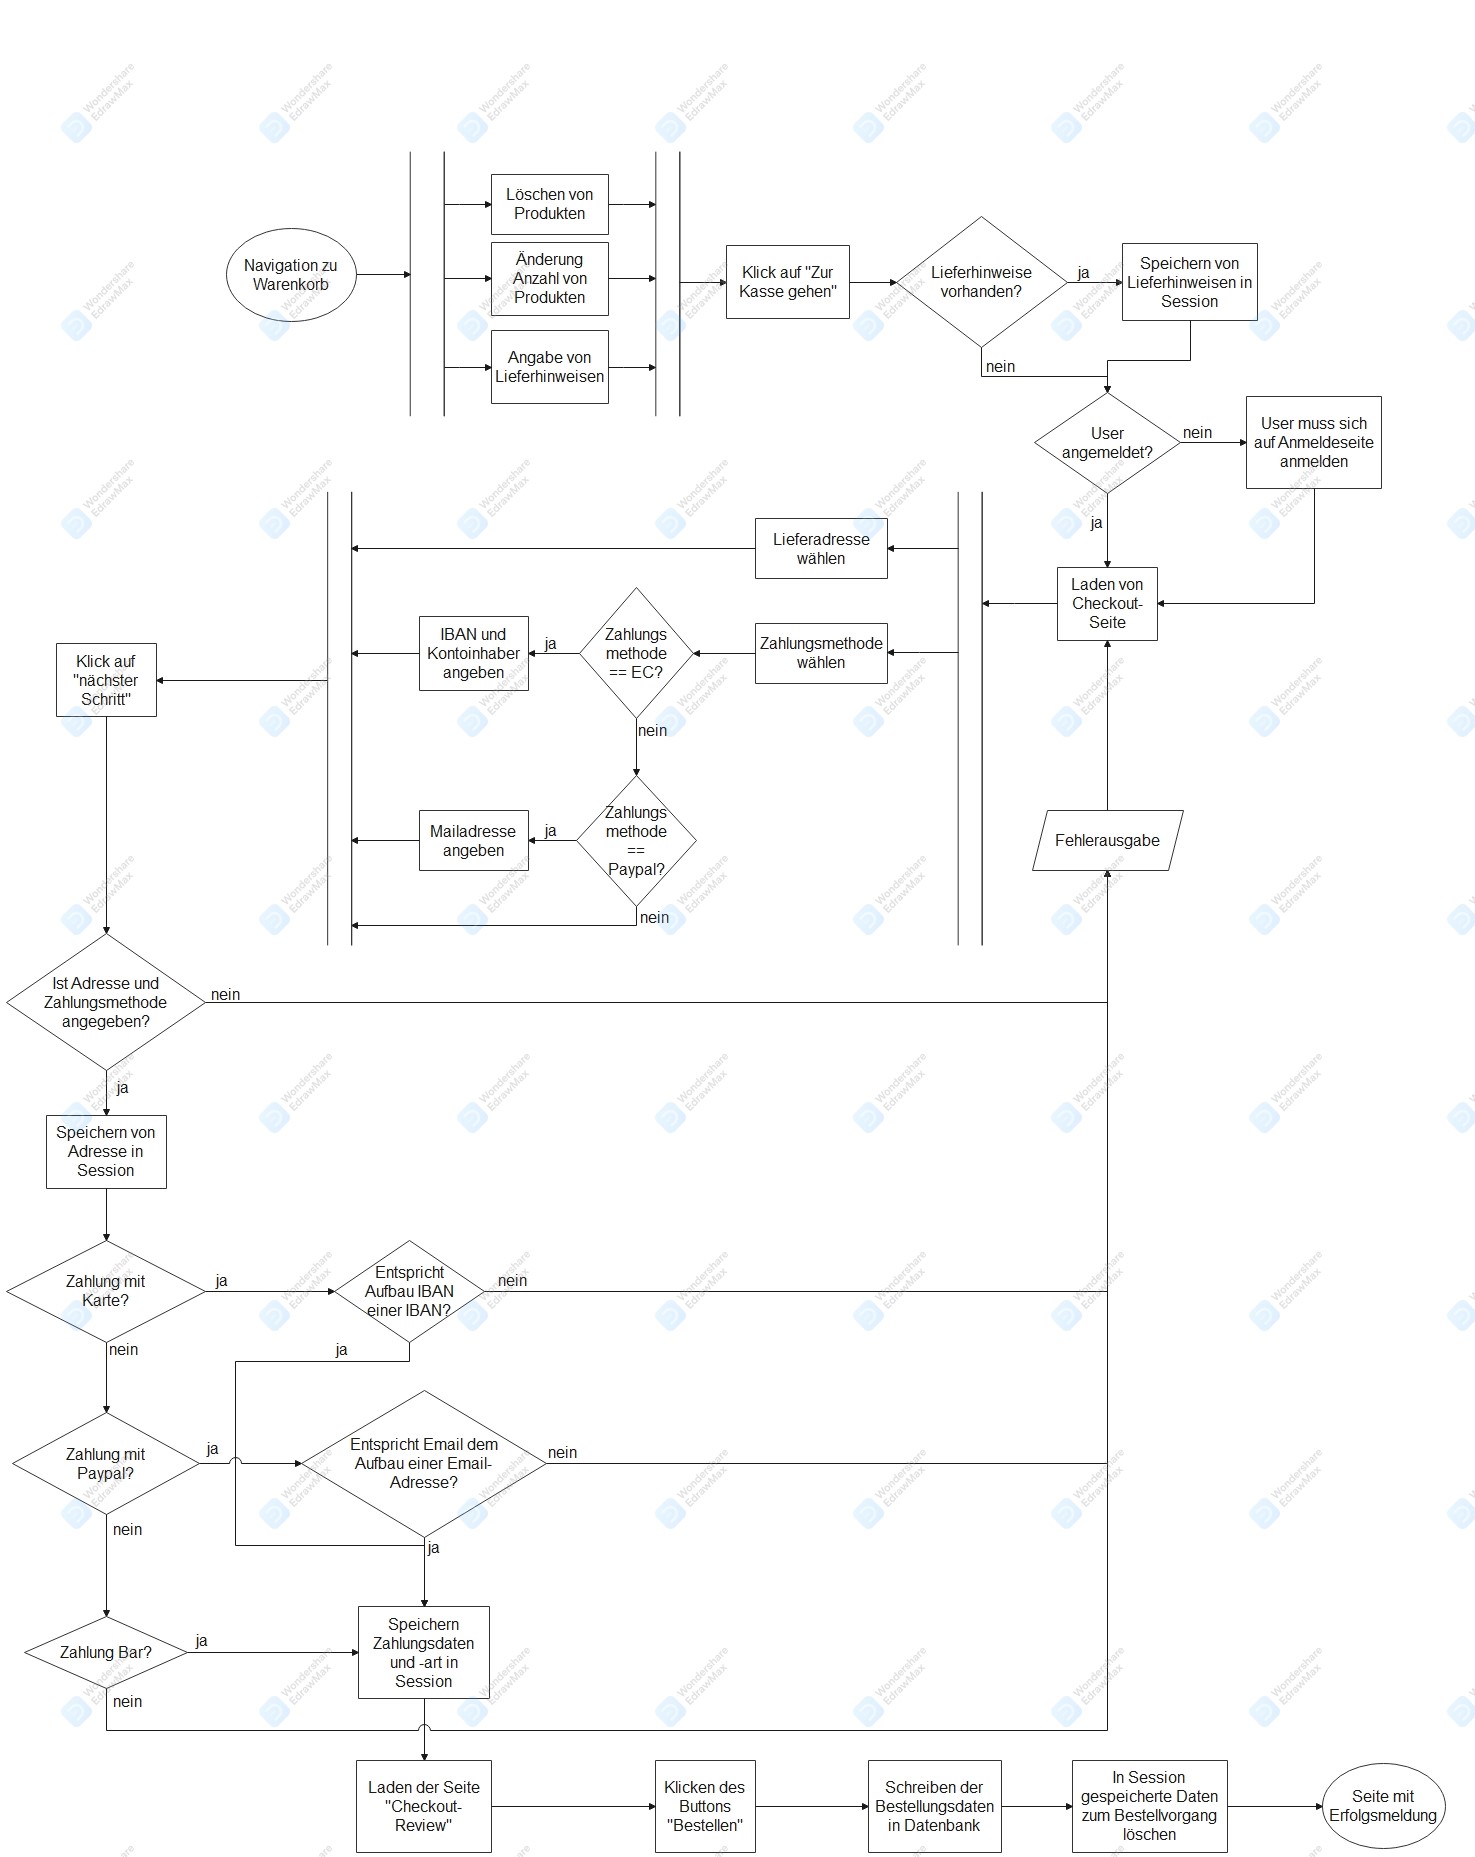 Löschen von
Produkten
Navigation zu
Warenkorb
Änderung
Anzahl von
Produkten
Angabe von
Lieferhinweisen
Klick auf "Zur
Kasse gehen"
Lieferhinweise
vorhanden?
ja
Speichern von
Lieferhinweisen in
Session
nein
User
angemeldet?
nein
User muss sich
auf Anmeldeseite
anmelden
ja
Laden von
Checkout-
Seite
Lieferadresse
wählen
Zahlungsmethode
wählen
Zahlungs
methode
== EC?
ja
IBAN und
Kontoinhaber
angeben
nein
Zahlungs
methode
==
Paypal?
ja
Mailadresse
angeben
nein
Klick auf
"nächster
Schritt"
Fehlerausgabe
Ist Adresse und
Zahlungsmethode
angegeben?
nein
ja
Speichern von
Adresse in
Session
Zahlung mit
Karte?
ja
Entspricht
Aufbau IBAN
einer IBAN?
nein
ja
nein
Zahlung mit
Paypal?
ja
Entspricht Email dem
Aufbau einer Email-
Adresse?
nein
ja
nein
Zahlung Bar?
ja
Speichern
Zahlungsdaten
und -art in
Session
nein
Laden der Seite
"Checkout-
Review"
Klicken des
Buttons
"Bestellen"
Schreiben der
Bestellungsdaten
in Datenbank
In Session
gespeicherte Daten
zum Bestellvorgang
löschen
Seite mit
Erfolgsmeldung
Wondershare
EdrawMax